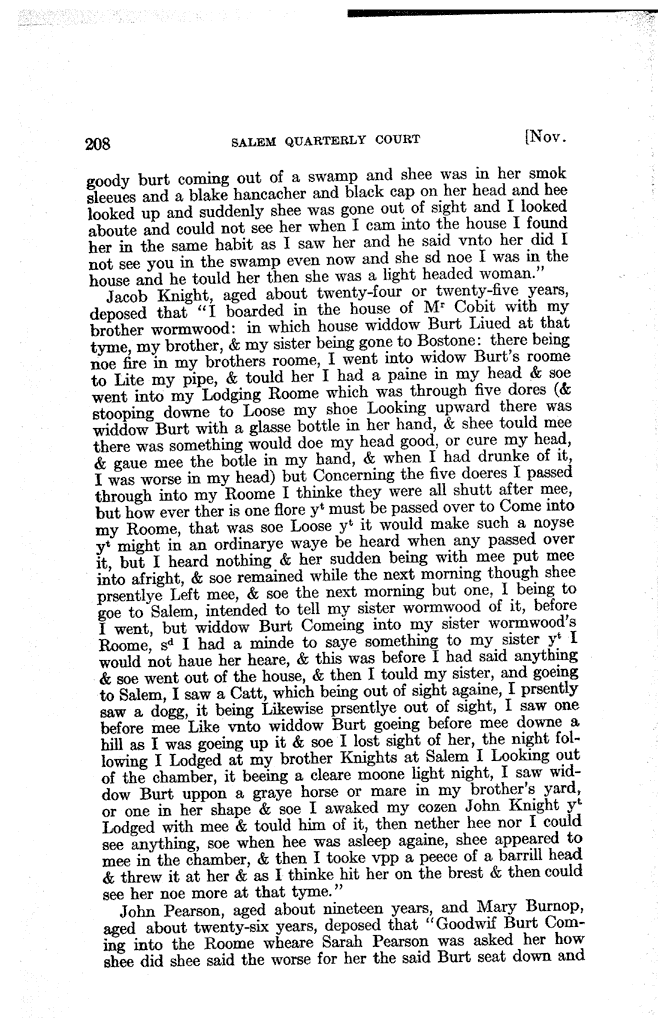 208 SALEM QUARTERLY COURT [Nov.
goody burt coming out of a swamp and shee was in her smok
sleeues and a blake hancacher and black cap on her head and hee
looked up and suddenly shee was gone out of sight and I looked
aboute and could not see her when I cam into the house I found
her in the same habit as I saw her and he said vnto her did I
not see you in the swamp even now and she sd noe I was in the
house and he tould her then she was a light headed woman."
Jacob Knight, aged about twenty-four or twenty-five years,
deposed that "I boarded in the house of Mʳ Cobit with my
brother wormwood: in which house widdow Burt Liued at that
tyme, my brother, & my sister being gone to Bostone: there being
noe fire in my brothers roome, I went into widow Burt's roome
to Lite my pipe, & tould her I had a paine in my head & soe
went into my Lodging Roome which was through five dores (&
stooping downe to Loose my shoe Looking upward there was
widdow Burt with a glasse bottle in her hand, & shee tould mee
there was something would doe my head good, or cure my head,
& gaue mee the botle in my hand, & when I had drunke of it,
I was worse in my head) but Concerning the five doeres I passed
through into my Roome I thinke they were all shutt after mee,
but how ever ther is one flore yᵗ must be passed over to Come into
my Roome, that was soe Loose yᵗ it would make such a noyse
yᵗ might in an ordinarye waye be heard when any passed over
it, but I heard nothing & her sudden being with mee put mee
into afright, & soe remained while the next morning though shee
prsentlye Left mee, & soe the next morning but one, I being to
goe to Salem, intended to tell my sister wormwood of it, before
I went, but widdow Burt Comeing into my sister wormwood's
Roome, sᵈ I had a minde to saye something to my sister yᵗ I
would not haue her heare, & this was before I had said anything
& soe went out of the house, & then I tould my sister, and goeing
to Salem, I saw a Catt, which being out of sight againe, I prsently
saw a dogg, it being Likewise prsentlye out of sight, I saw one
before mee Like vnto widdow Burt goeing before mee downe a
hill as I was goeing up it & soe I lost sight of her, the night fol-
lowing I Lodged at my brother Knights at Salem I Looking out
of the chamber, it beeing a cleare moone light night, I saw wid-
dow Burt uppon a graye horse or mare in my brother's yard,
or one in her shape & soe I awaked my cozen John Knight yᵗ
Lodged with mee & tould him of it, then nether hee nor I could
see anything, soe when hee was asleep againe, shee appeared to
mee in the chamber, & then I tooke vpp a peece of a barrill head
& threw it at her & as I thinke hit her on the brest & then could
see her noe more at that tyme."
John Pearson, aged about nineteen years, and Mary Burnop,
aged about twenty-six years, deposed that "Goodwif Burt Com-
ing into the Roome wheare Sarah Pearson was asked her how
shee did shee said the worse for her the said Burt seat down and